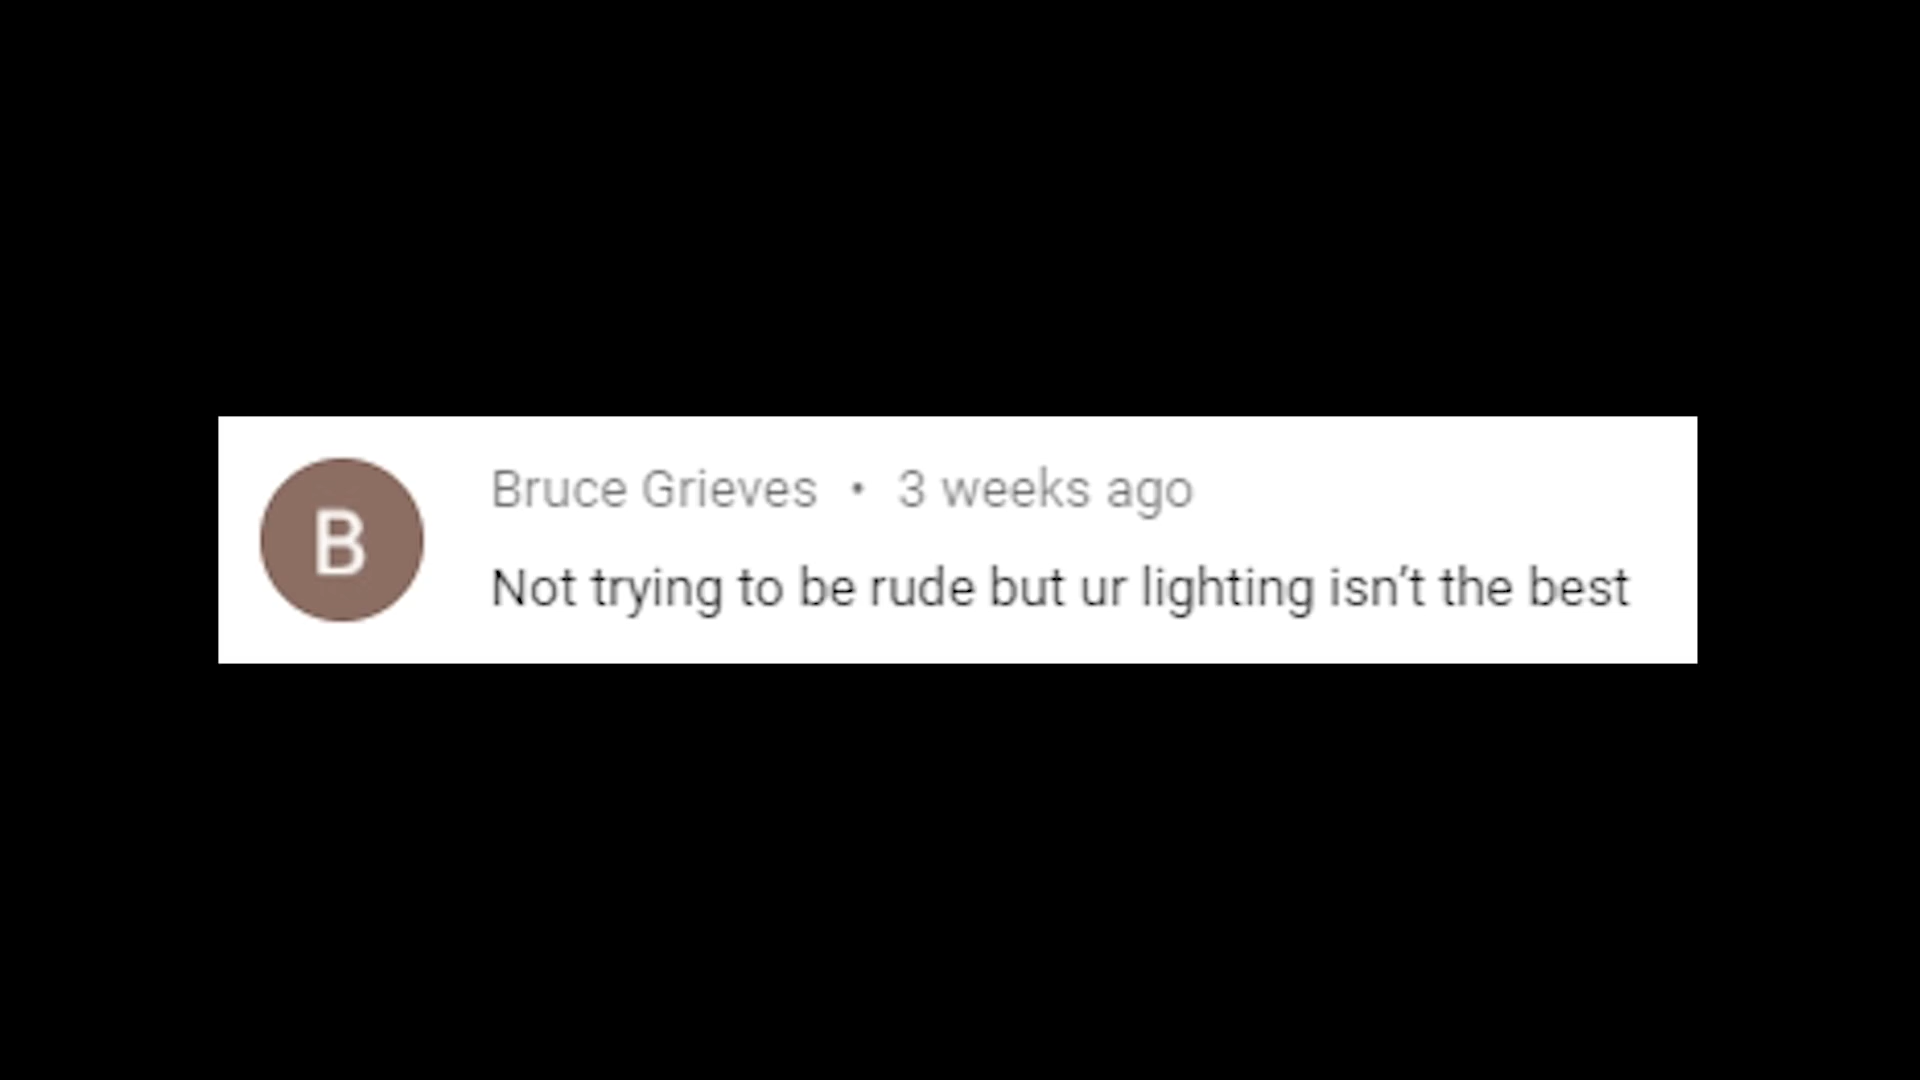 B
Bruce Grieves • 3 weeks ago
Not trying to be rude but ur lighting isn’t the best